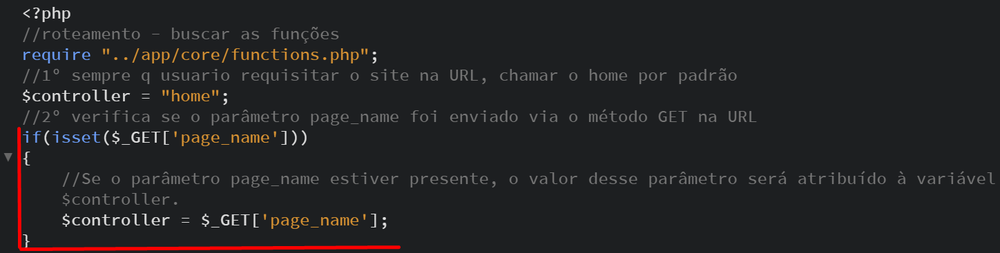 <?php
//roteamento - buscar as funções
require "../app/core/functions.php";
//1º sempre q usuario requisitar o site na URL, chamar o home por padrão
$controller = "home";
//2º verifica se o parâmetro page_name foi enviado via o método GET na URL
if(isset($_GET['page_name']))
{
//Se o parâmetro page_name estiver presente, o valor desse parâmetro será atribuído à variável
$controller.
$controller = $_GET['page_name'];
}